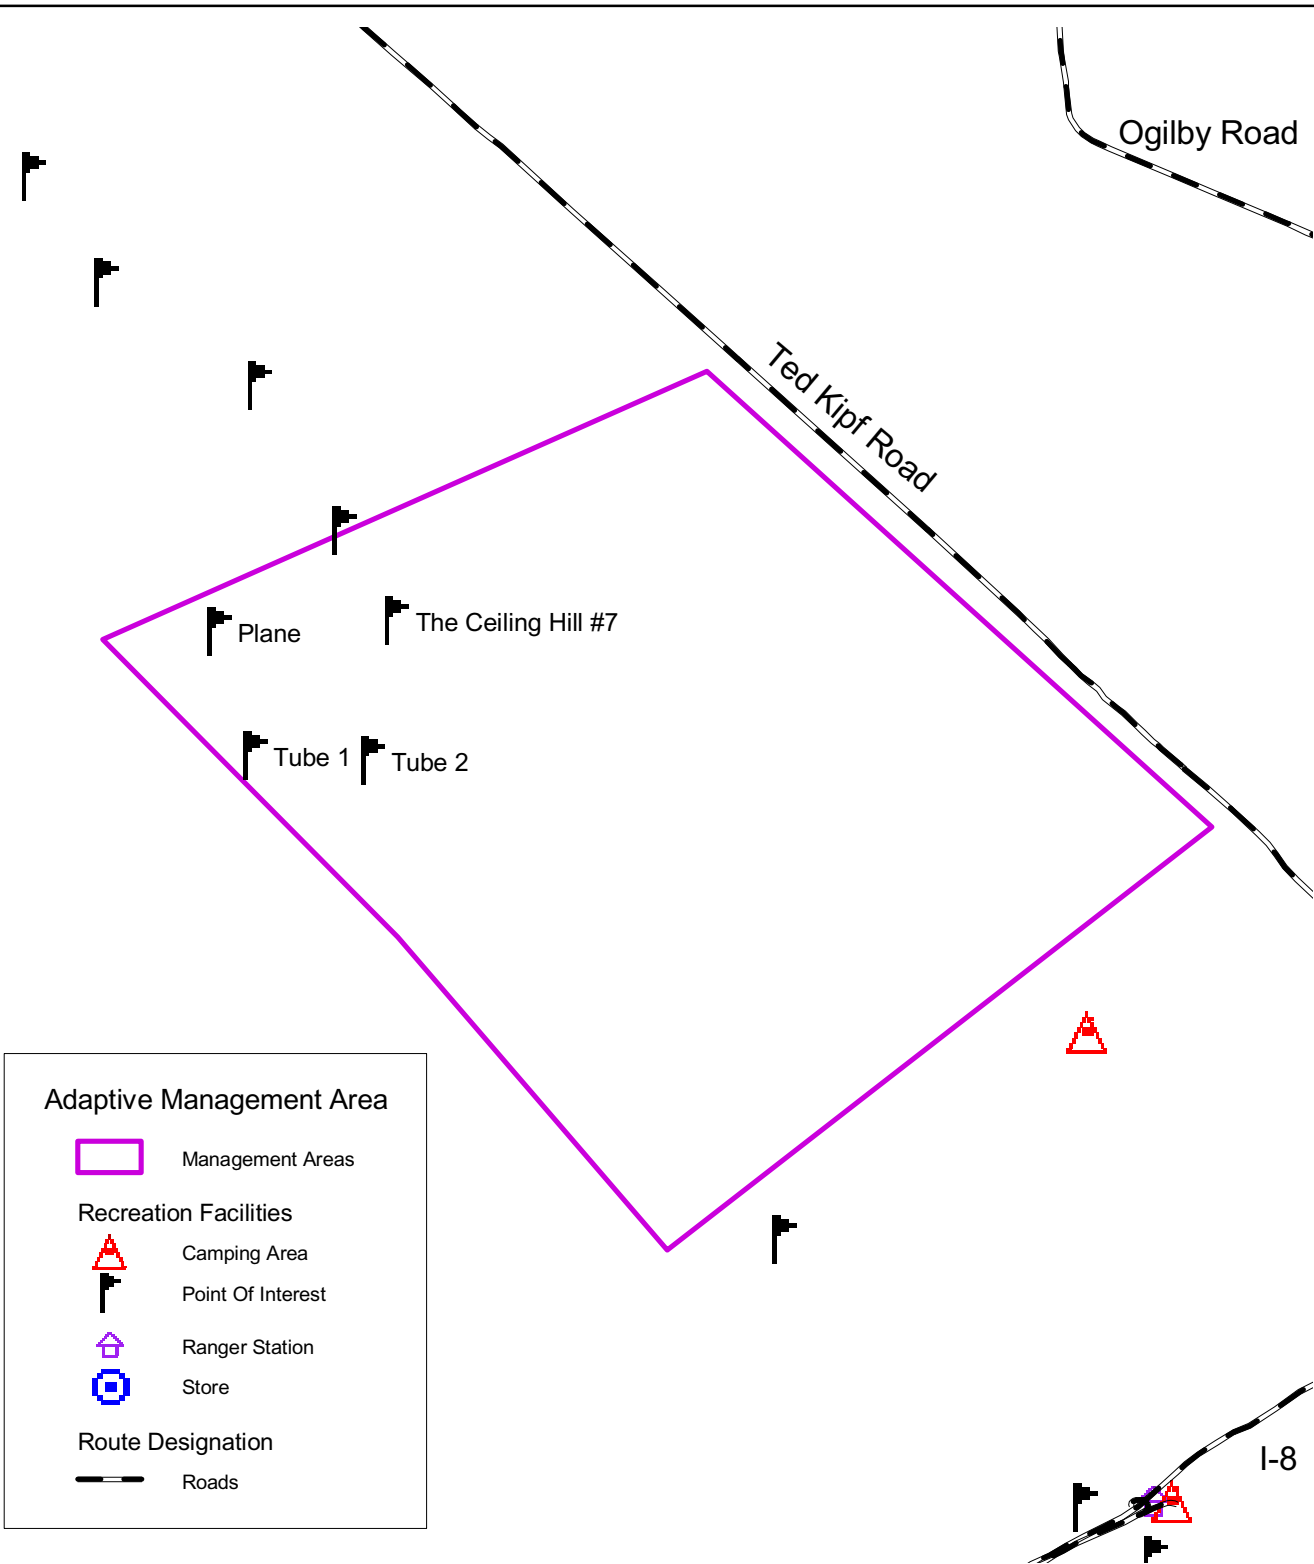 Ogilby Road
Ted Kipf Road
The Ceiling Hill #7
Plane
Tube 1
Tube 2
Adaptive Management Area
Management Areas
Recreation Facilities
Camping Area
Point Of Interest
Ranger Station
Store
Route Designation
Roads
I-8